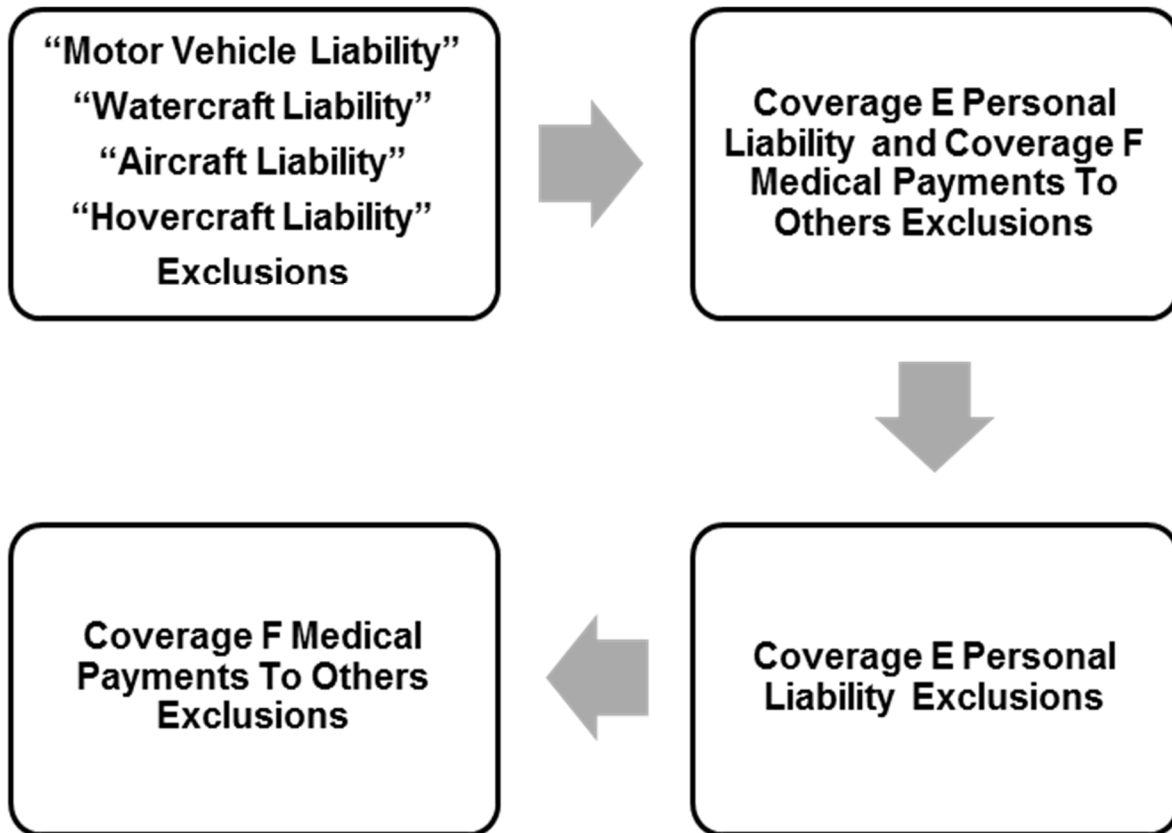 “Motor Vehicle Liability”
“Watercraft Liability”
“Aircraft Liability”
“Hovercraft Liability”
Exclusions
Coverage E Personal
Liability and Coverage F
Medical Payments To
Others Exclusions
Coverage E Personal
Liability Exclusions
Coverage F Medical
Payments To Others
Exclusions